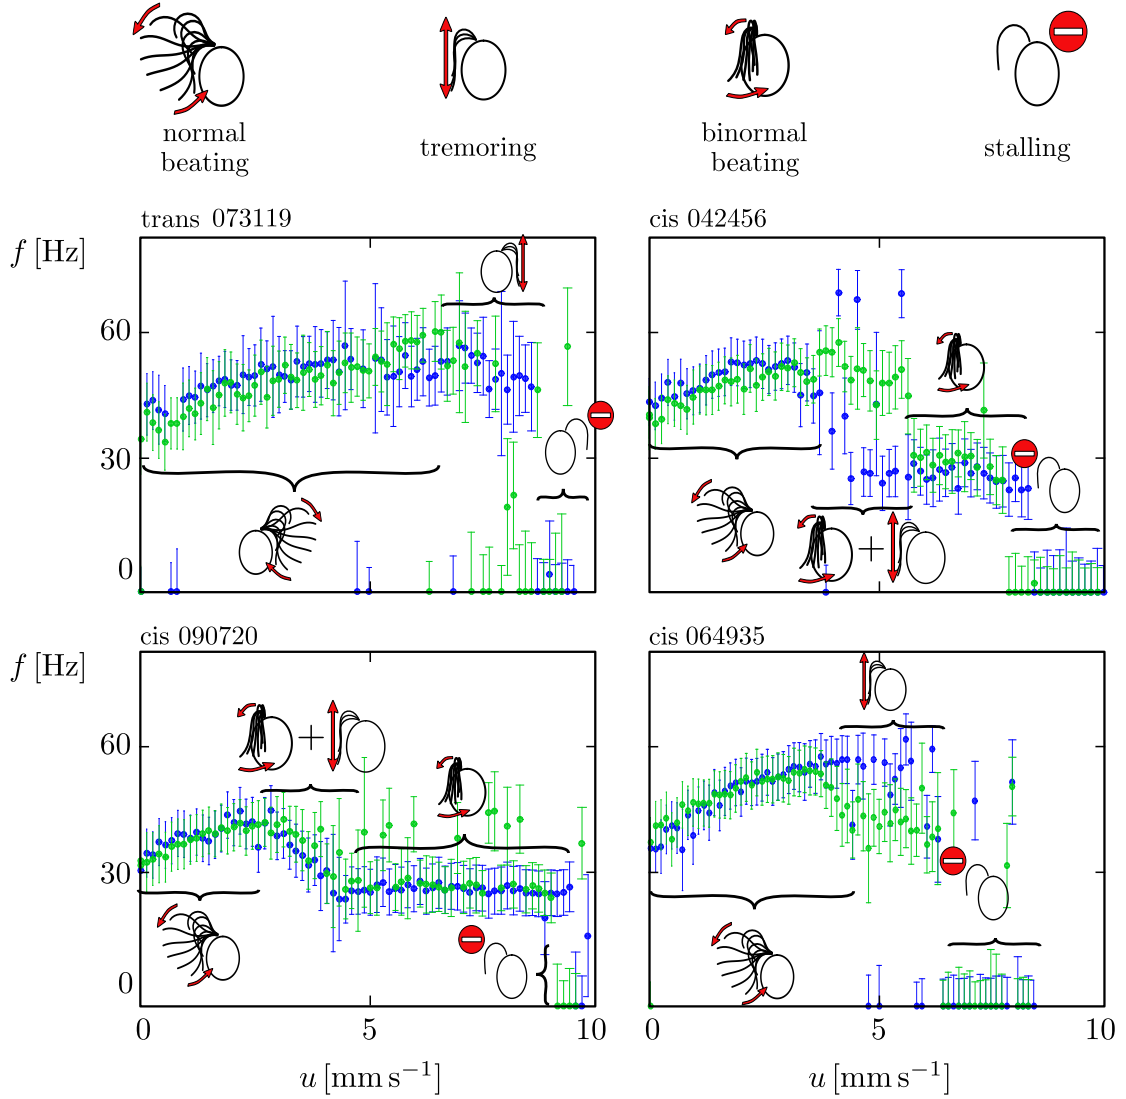 normal
beating
tremoring
binormal
beating
stalling
trans 073119
cis 042456
f [Hz]
60
30
0
cis 090720
cis 064935
f [Hz]
60
30
0
0 5 10
0 5 10
u [mm s⁻¹]
u [mm s⁻¹]
+
+